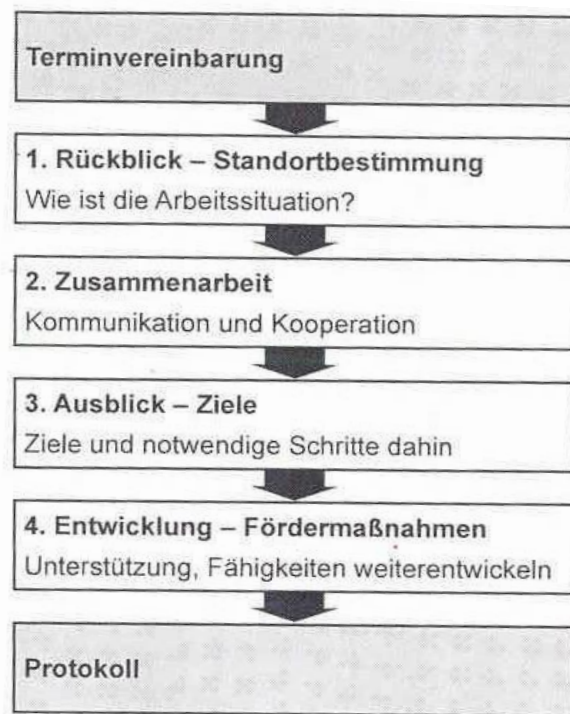 Terminvereinbarung
1. Rückblick – Standortbestimmung
Wie ist die Arbeitssituation?
2. Zusammenarbeit
Kommunikation und Kooperation
3. Ausblick – Ziele
Ziele und notwendige Schritte dahin
4. Entwicklung – Fördermaßnahmen
Unterstützung, Fähigkeiten weiterentwickeln
Protokoll